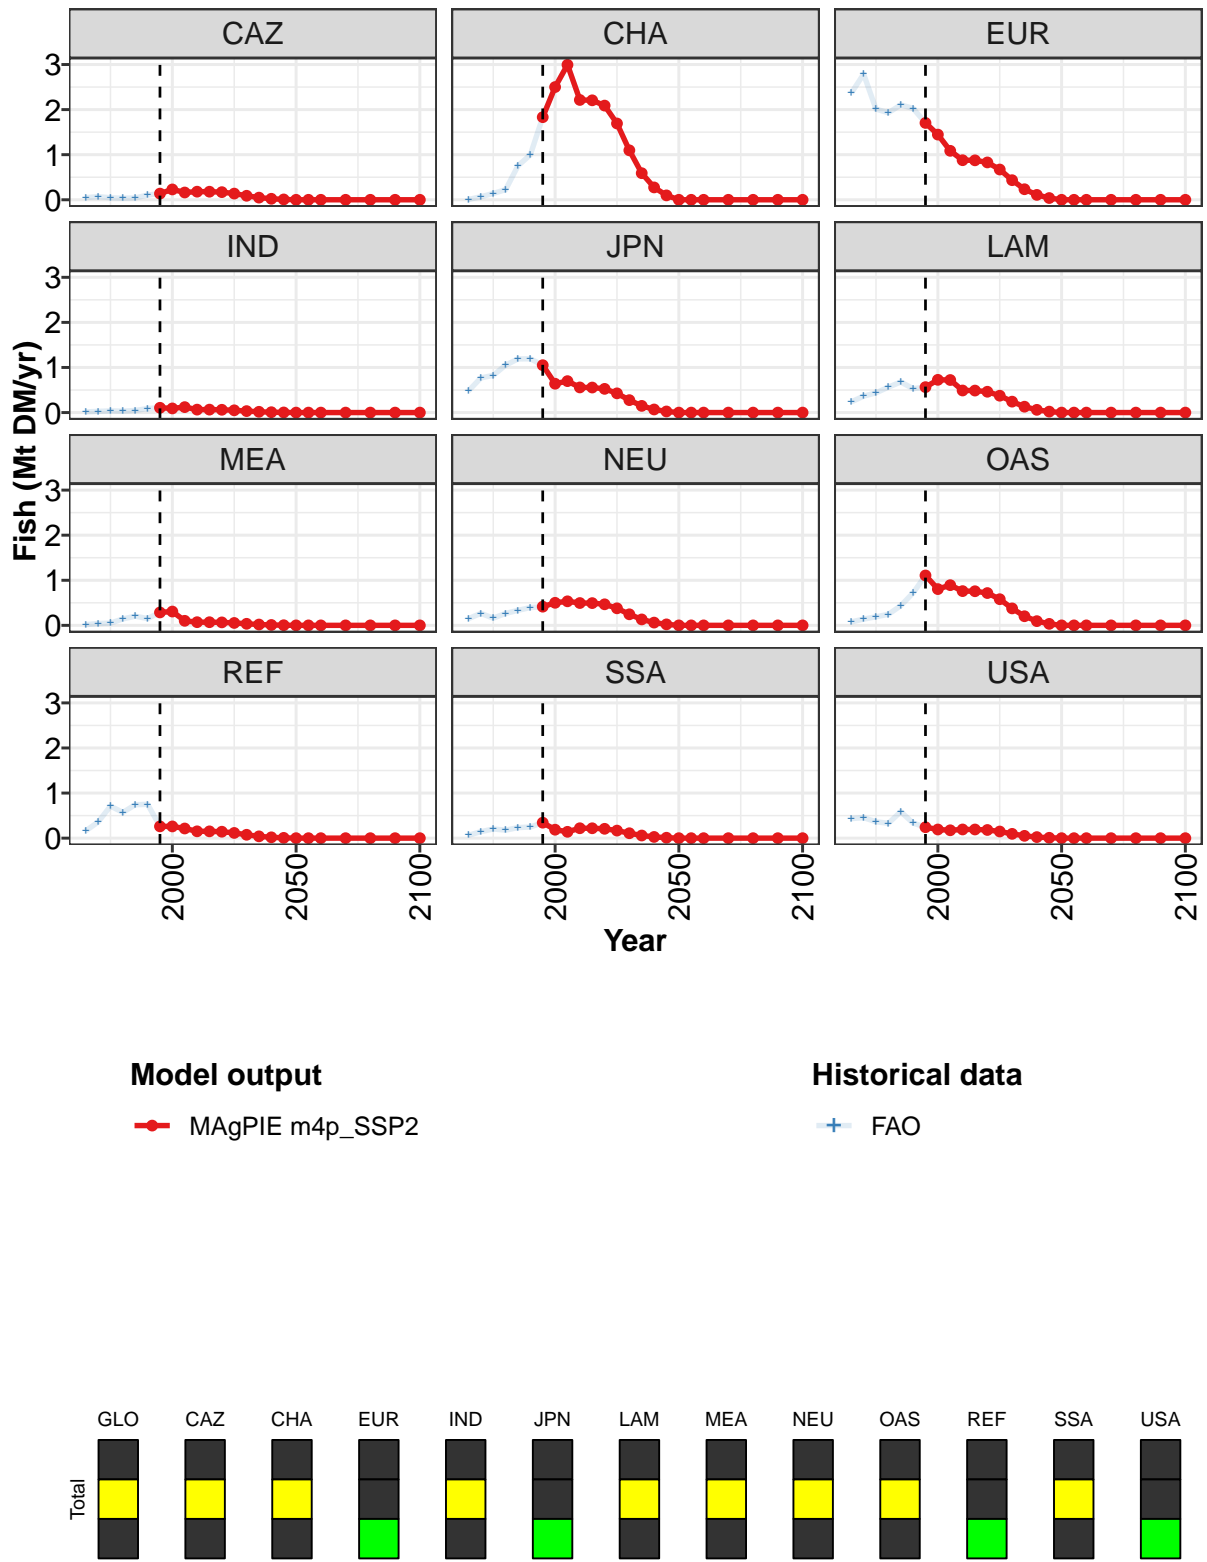 CAZ CHA EUR
3
2
1
0
IND JPN LAM
3
2
1
0
MEA NEU OAS
3
2
1
0
REF SSA USA
3
2
1
0
Fish (Mt DM/yr)
2000 2050 2100 2000 2050 2100 2000 2050 2100
Year
Model output Historical data
MAgPIE m4p_SSP2 FAO
GLO CAZ CHA EUR IND JPN LAM MEA NEU OAS REF SSA USA
Total